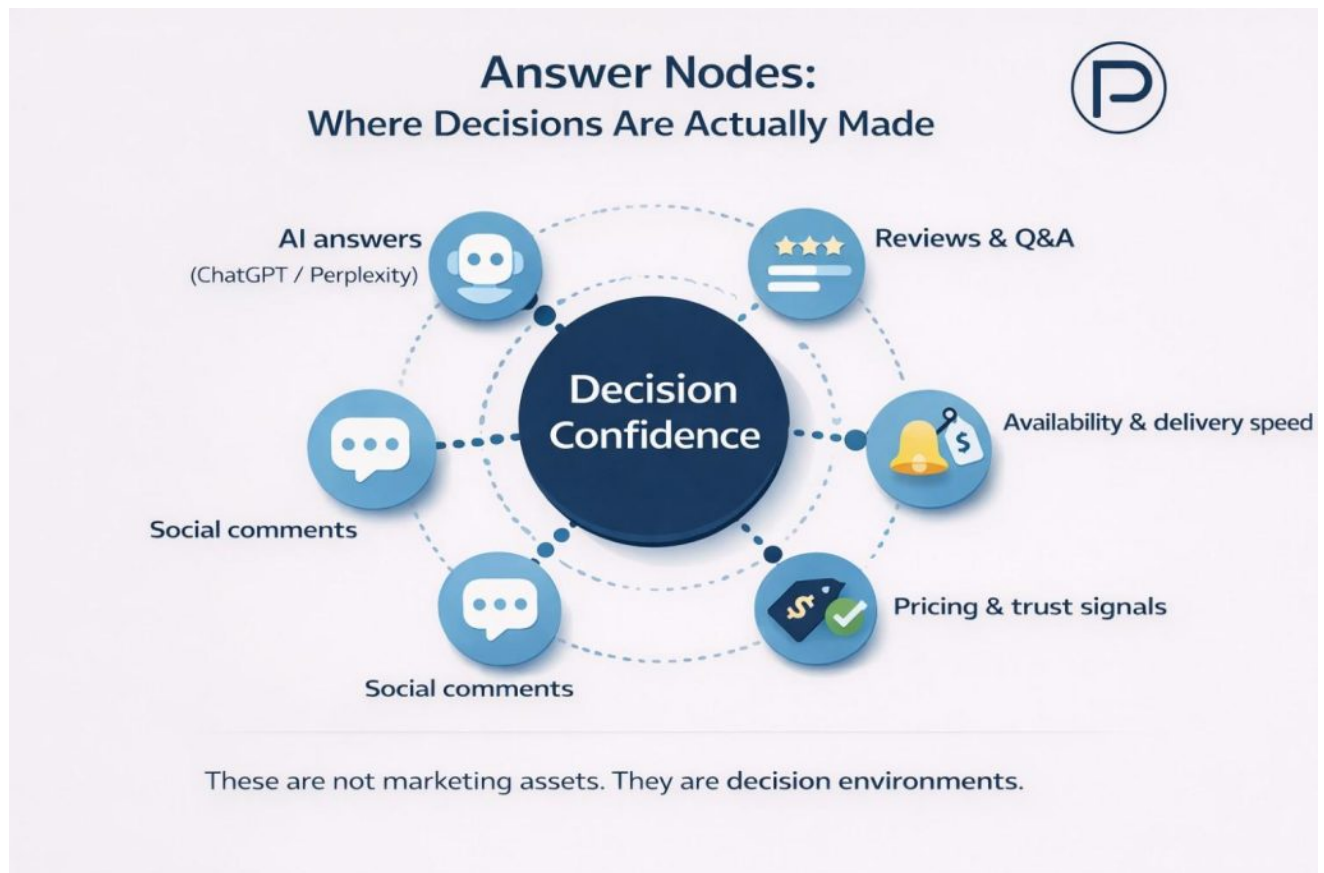 Answer Nodes:
Where Decisions Are Actually Made
P
AI answers
(ChatGPT / Perplexity)
Reviews & Q&A
Decision
Confidence
Availability & delivery speed
$
Social comments
$
Pricing & trust signals
Social comments
These are not marketing assets. They are decision environments.